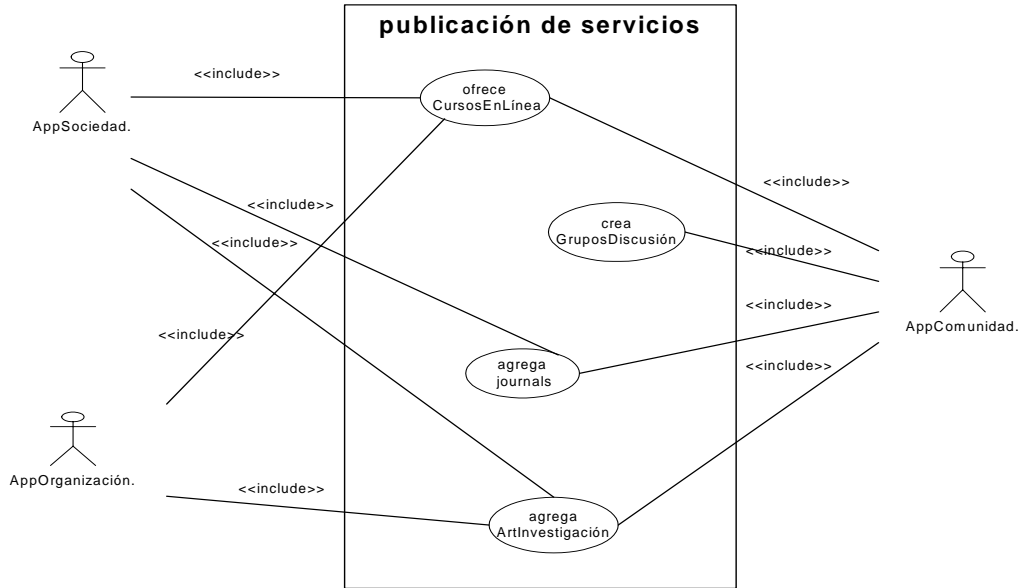 publicación de servicios
<<include>>
ofrece
CursosEnLínea
AppSociedad.
<<include>>
<<include>>
crea
GruposDiscusión
<<include>>
<<include>>
<<include>>
AppComunidad.
<<include>>
<<include>>
agrega
journals
<<include>>
AppOrganización.
<<include>>
agrega
ArtInvestigación